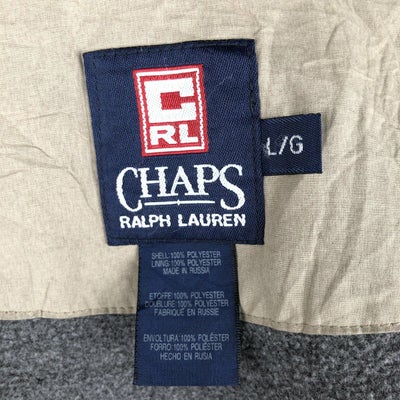 C
RL
CHAPS
RALPH LAUREN
L/G
SHELL:100% POLYESTER
LINING:100% POLYESTER
MADE IN RUSSIA
ETOFFE:100% POLYESTER
DOUBLURE:100% POLYESTER
FABRIQUE EN RUSSIE
ENVOLTURA:100% POLIÉSTER
FORRO:100% POLIÉSTER
HECHO EN RUSIA